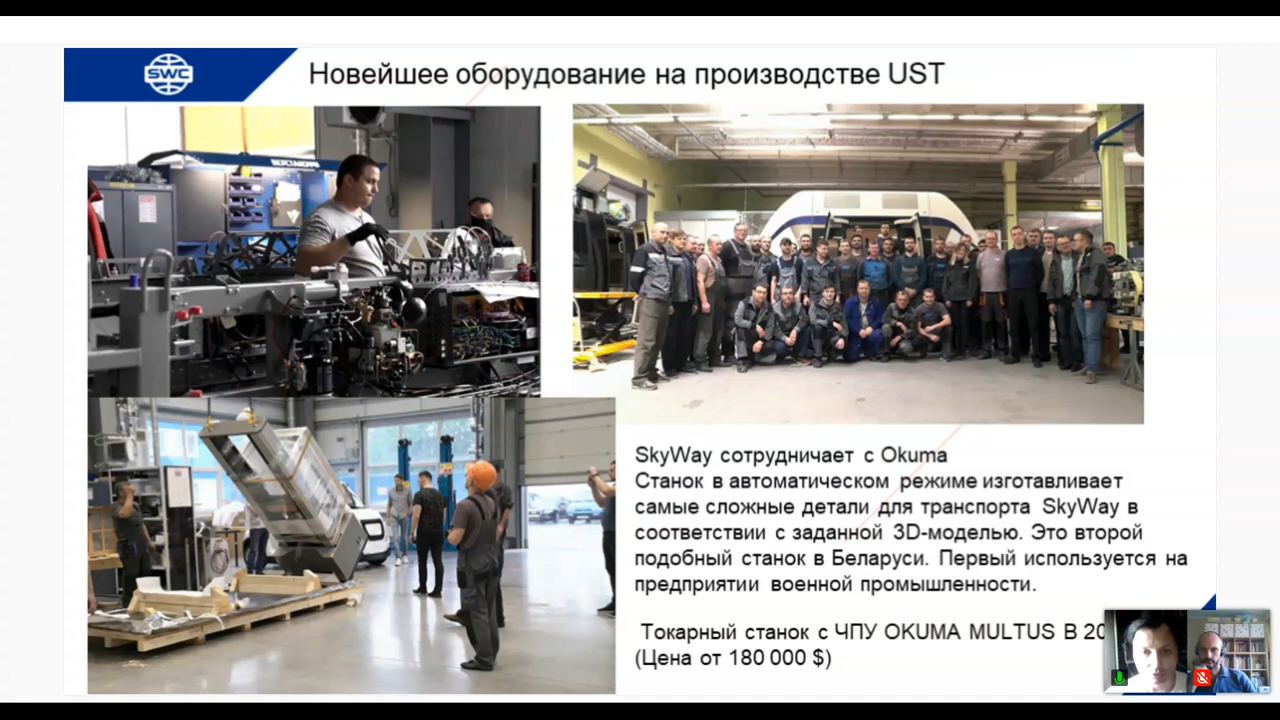 SWC
Новейшее оборудование на производстве UST
SkyWay сотрудничает с Okuma
Станок в автоматическом режиме изготавливает
самые сложные детали для транспорта SkyWay в
соответствии с заданной 3D-моделью. Это второй
подобный станок в Беларуси. Первый используется на
предприятии военной промышленности.
Токарный станок с ЧПУ OKUMA MULTUS B 20
(Цена от 180 000 $)